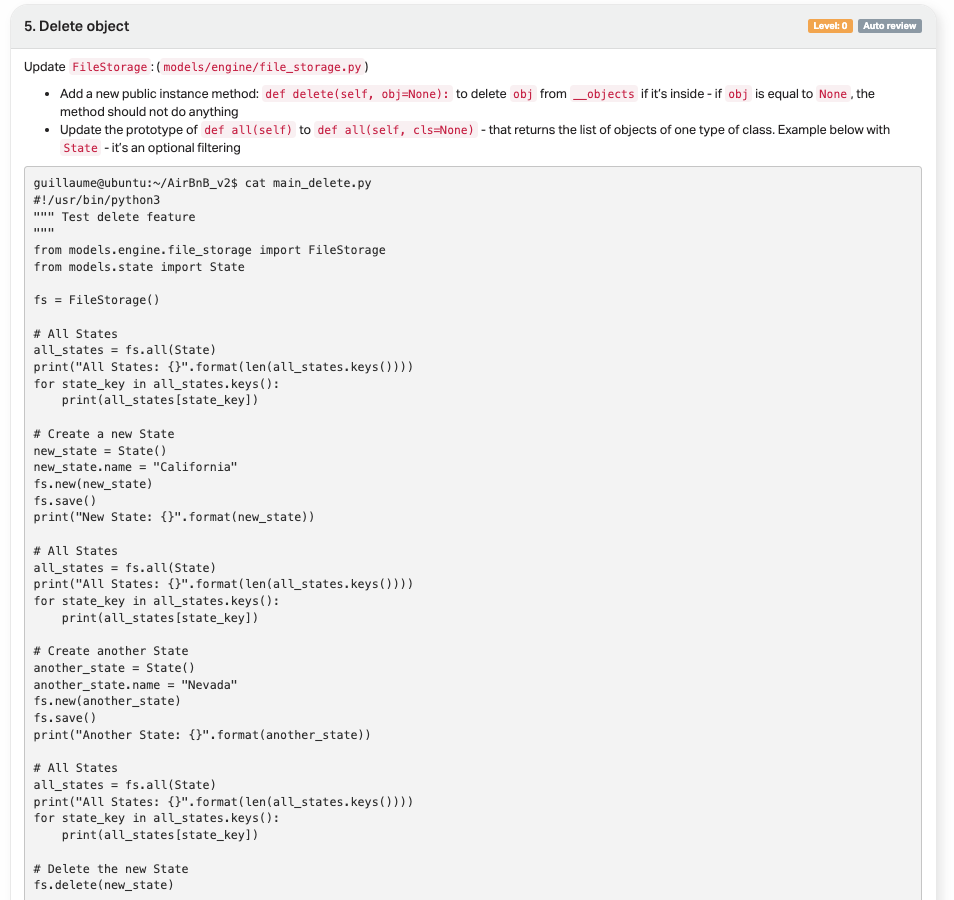 5. Delete object
Level: 0
Auto review
Update FileStorage: (models/engine/file_storage.py)
• Add a new public instance method: def delete(self, obj=None): to delete obj from __objects if it's inside - if obj is equal to None, the
method should not do anything
• Update the prototype of def all(self) to def all(self, cls=None) - that returns the list of objects of one type of class. Example below with
State - it's an optional filtering
guillaume@ubuntu:~/AirBnB_v2$ cat main_delete.py
#!/usr/bin/python3
""" Test delete feature
"""
from models.engine.file_storage import FileStorage
from models.state import State

fs = FileStorage()

# All States
all_states = fs.all(State)
print("All States: {}".format(len(all_states.keys())))
for state_key in all_states.keys():
    print(all_states[state_key])

# Create a new State
new_state = State()
new_state.name = "California"
fs.new(new_state)
fs.save()
print("New State: {}".format(new_state))

# All States
all_states = fs.all(State)
print("All States: {}".format(len(all_states.keys())))
for state_key in all_states.keys():
    print(all_states[state_key])

# Create another State
another_state = State()
another_state.name = "Nevada"
fs.new(another_state)
fs.save()
print("Another State: {}".format(another_state))

# All States
all_states = fs.all(State)
print("All States: {}".format(len(all_states.keys())))
for state_key in all_states.keys():
    print(all_states[state_key])

# Delete the new State
fs.delete(new_state)